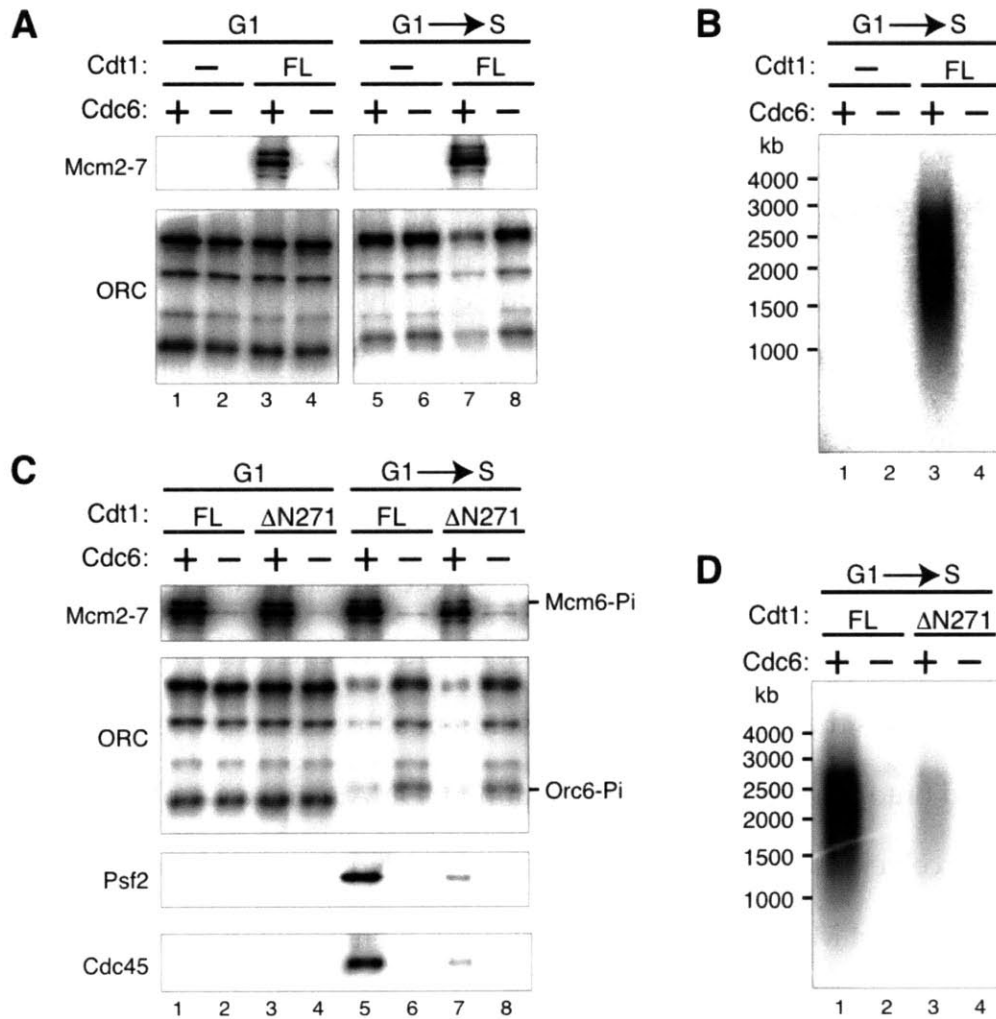 A
G1
G1 → S
Cdt1: − FL − FL
Cdc6: + − + − + − + −
Mcm2-7
ORC
1 2 3 4 5 6 7 8
B
G1 → S
Cdt1: − FL
Cdc6: + − + −
kb
4000
3000
2500
2000
1500
1000
1 2 3 4
C
G1
G1 → S
Cdt1: FL ΔN271 FL ΔN271
Cdc6: + − + − + − + −
Mcm2-7
Mcm6-Pi
ORC
Orc6-Pi
Psf2
Cdc45
1 2 3 4 5 6 7 8
D
G1 → S
Cdt1: FL ΔN271
Cdc6: + − + −
kb
4000
3000
2500
2000
1500
1000
1 2 3 4